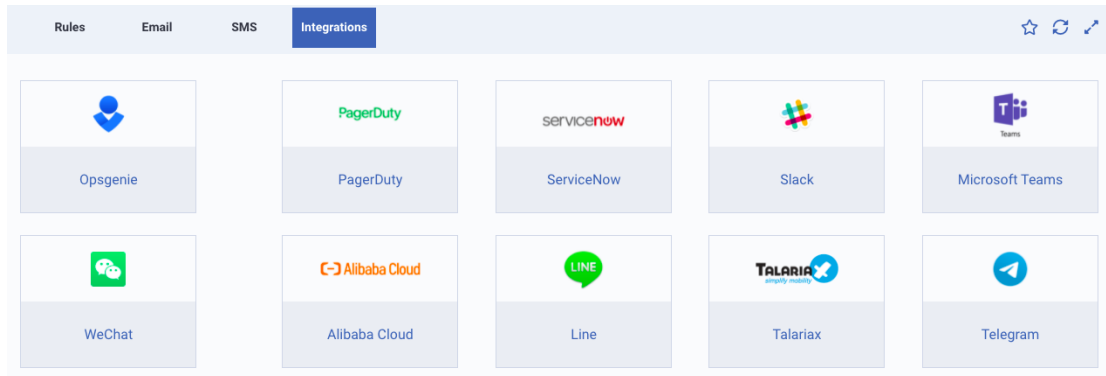 Rules Email SMS Integrations
PagerDuty servicenow T Teams
Opsgenie PagerDuty ServiceNow Slack Microsoft Teams
Alibaba Cloud LINE TALARIAX simplify mobility
WeChat Alibaba Cloud Line Talariax Telegram